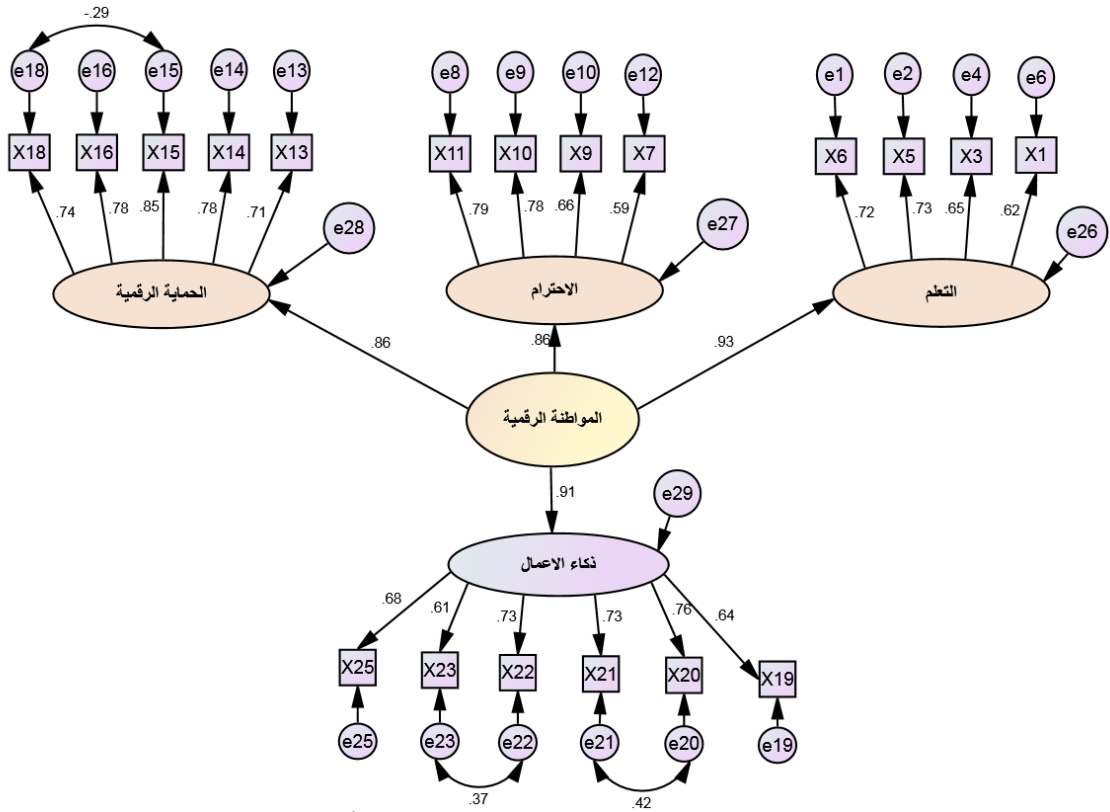 -.29
e18 e16 e15 e14 e13
e8 e9 e10 e12
e1 e2 e4 e6
X18 X16 X15 X14 X13
X11 X10 X9 X7
X6 X5 X3 X1
.74 .78 .85 .78 .71
.79 .78 .66 .59
.72 .73 .65 .62
e28
e27
e26
الحماية الرقمية
الاحترام
التعلم
.86
.86
.93
المواطنة الرقمية
.91
e29
ذكاء الاعمال
.68 .61 .73 .73 .76 .64
X25 X23 X22 X21 X20 X19
e25 e23 e22 e21 e20 e19
.37
.42